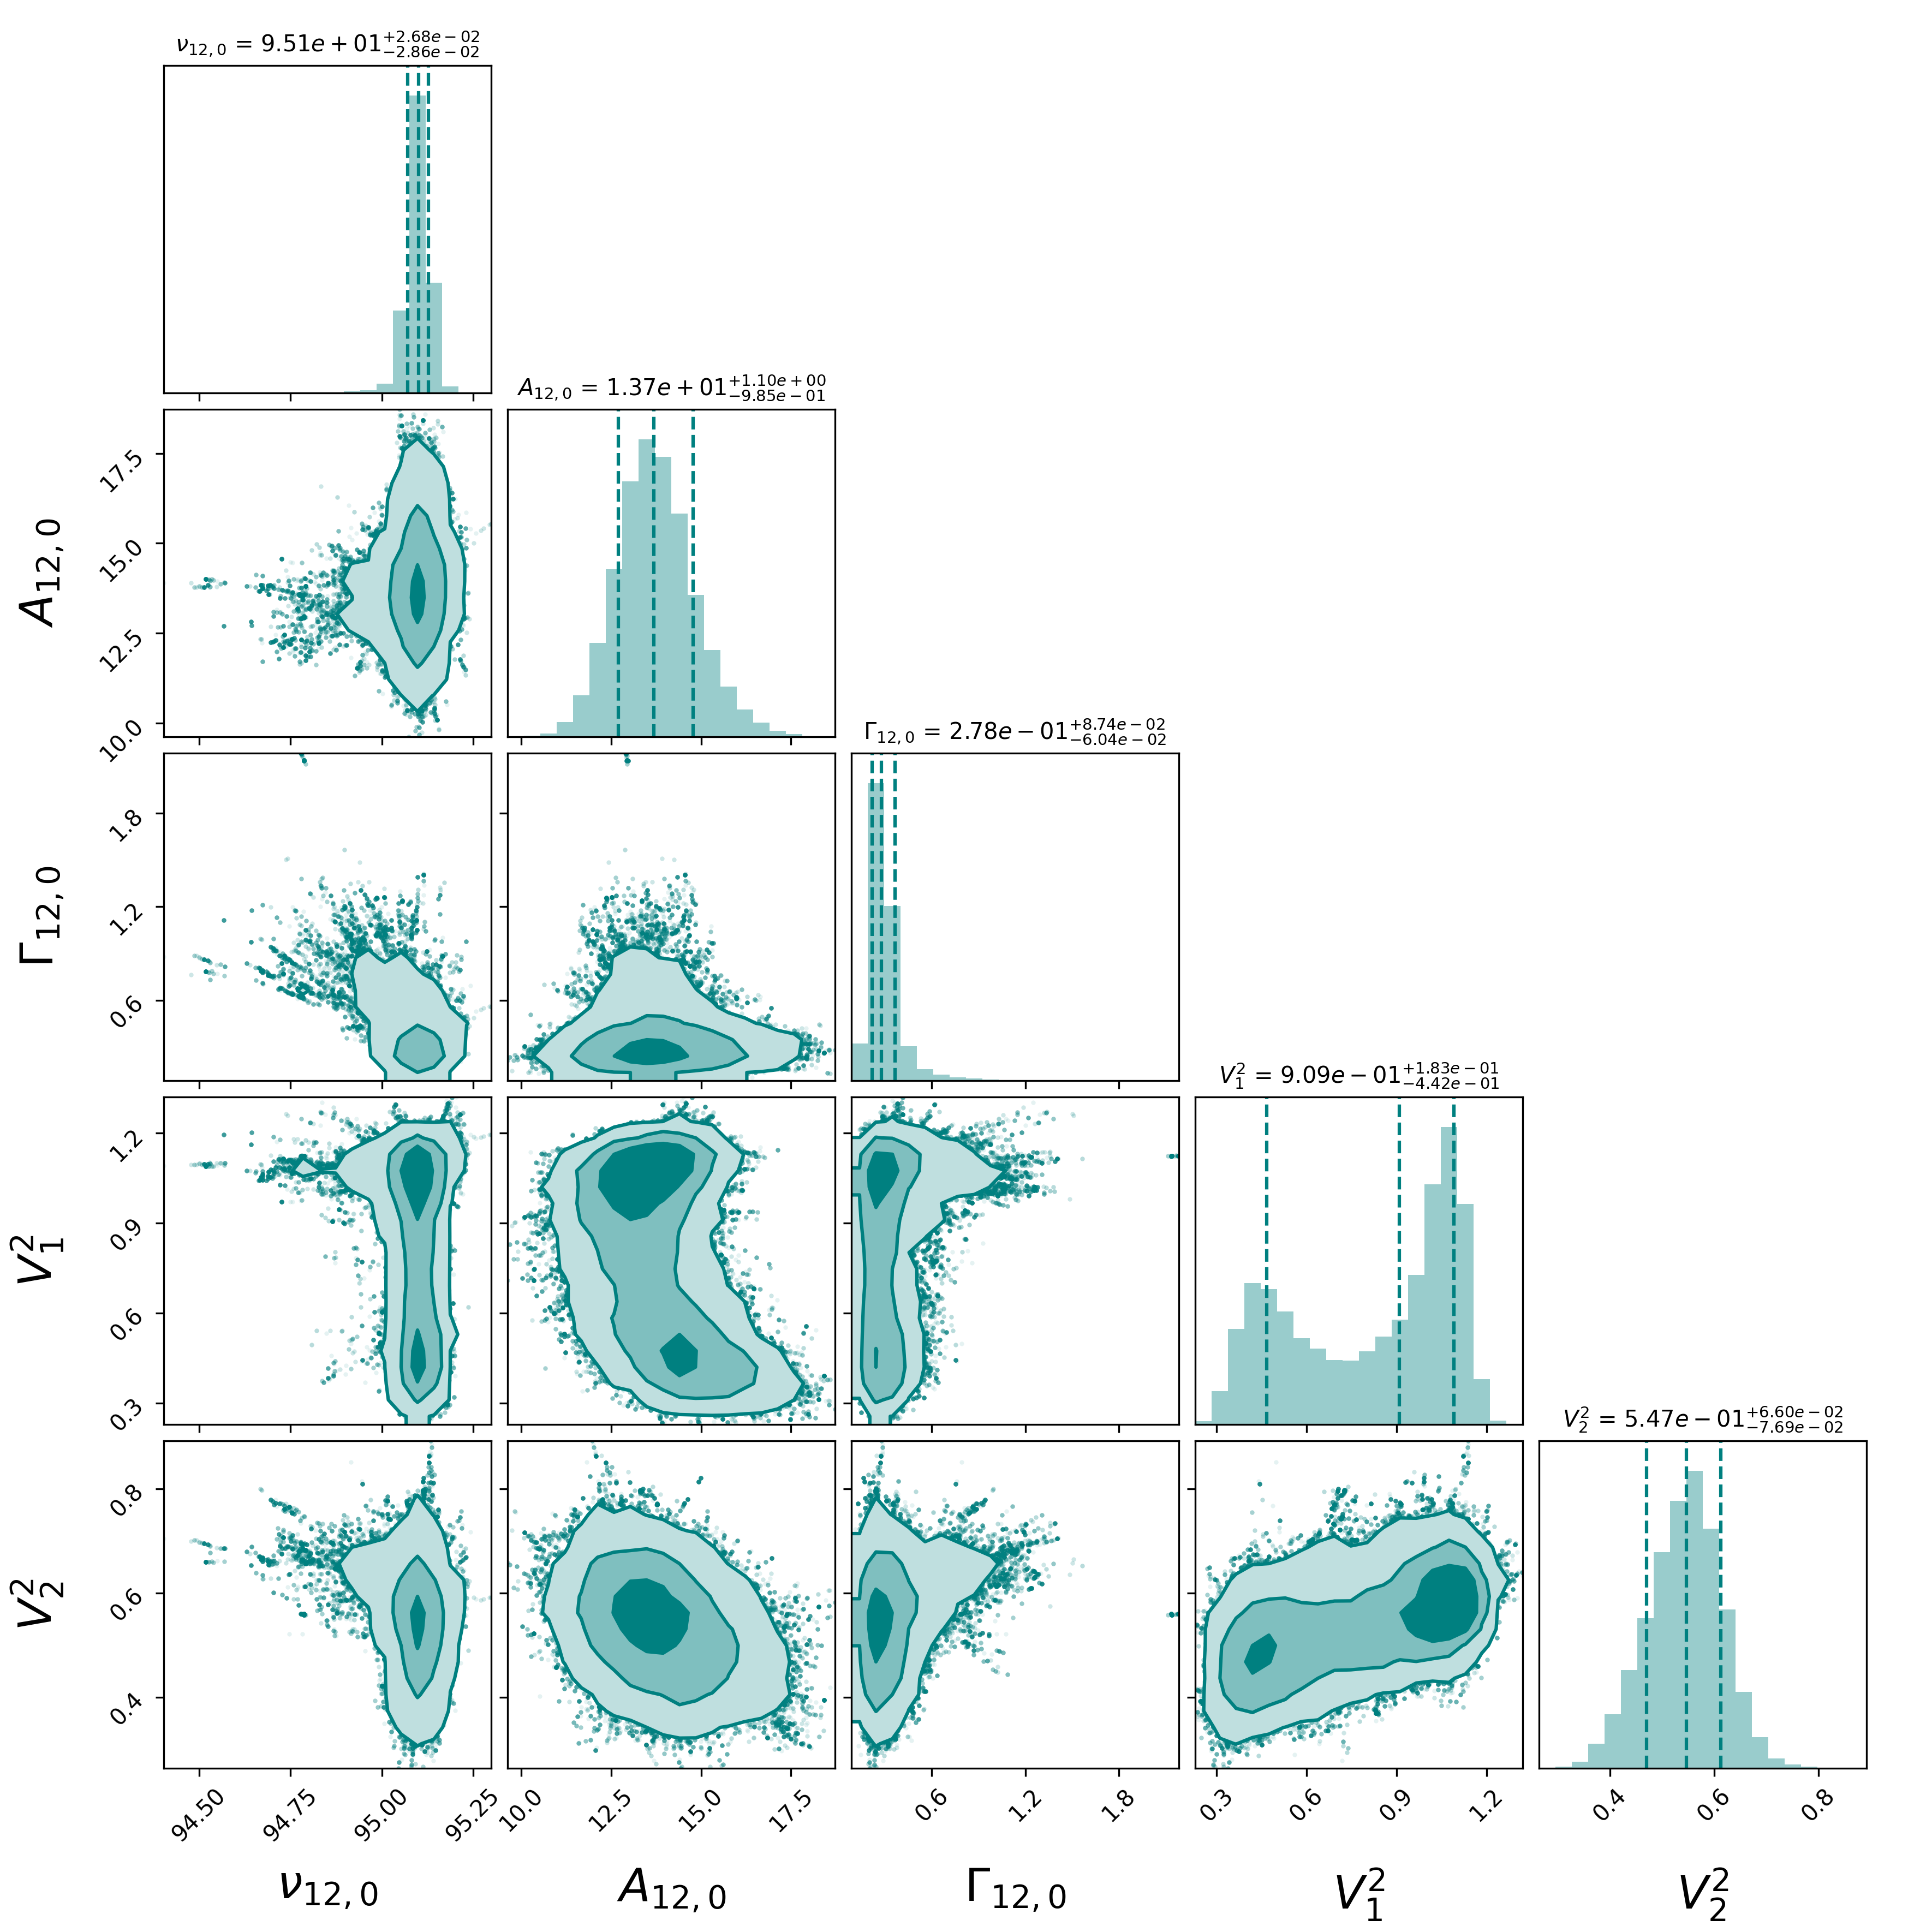 ν₁₂,₀ = 9.51e + 01 +2.68e − 02 −2.86e − 02
A₁₂,₀ = 1.37e + 01 +1.10e + 00 −9.85e − 01
17.5
15.0
12.5
10.0
A₁₂,₀
Γ₁₂,₀ = 2.78e − 01 +8.74e − 02 −6.04e − 02
1.8
1.2
0.6
Γ₁₂,₀
V₁² = 9.09e − 01 +1.83e − 01 −4.42e − 01
1.2
0.9
0.6
0.3
V₁²
V₂² = 5.47e − 01 +6.60e − 02 −7.69e − 02
0.8
0.6
0.4
V₂²
94.50 94.75 95.00 95.25 10.0 12.5 15.0 17.5 0.6 1.2 1.8 0.3 0.6 0.9 1.2 0.4 0.6 0.8
ν₁₂,₀ A₁₂,₀ Γ₁₂,₀ V₁² V₂²